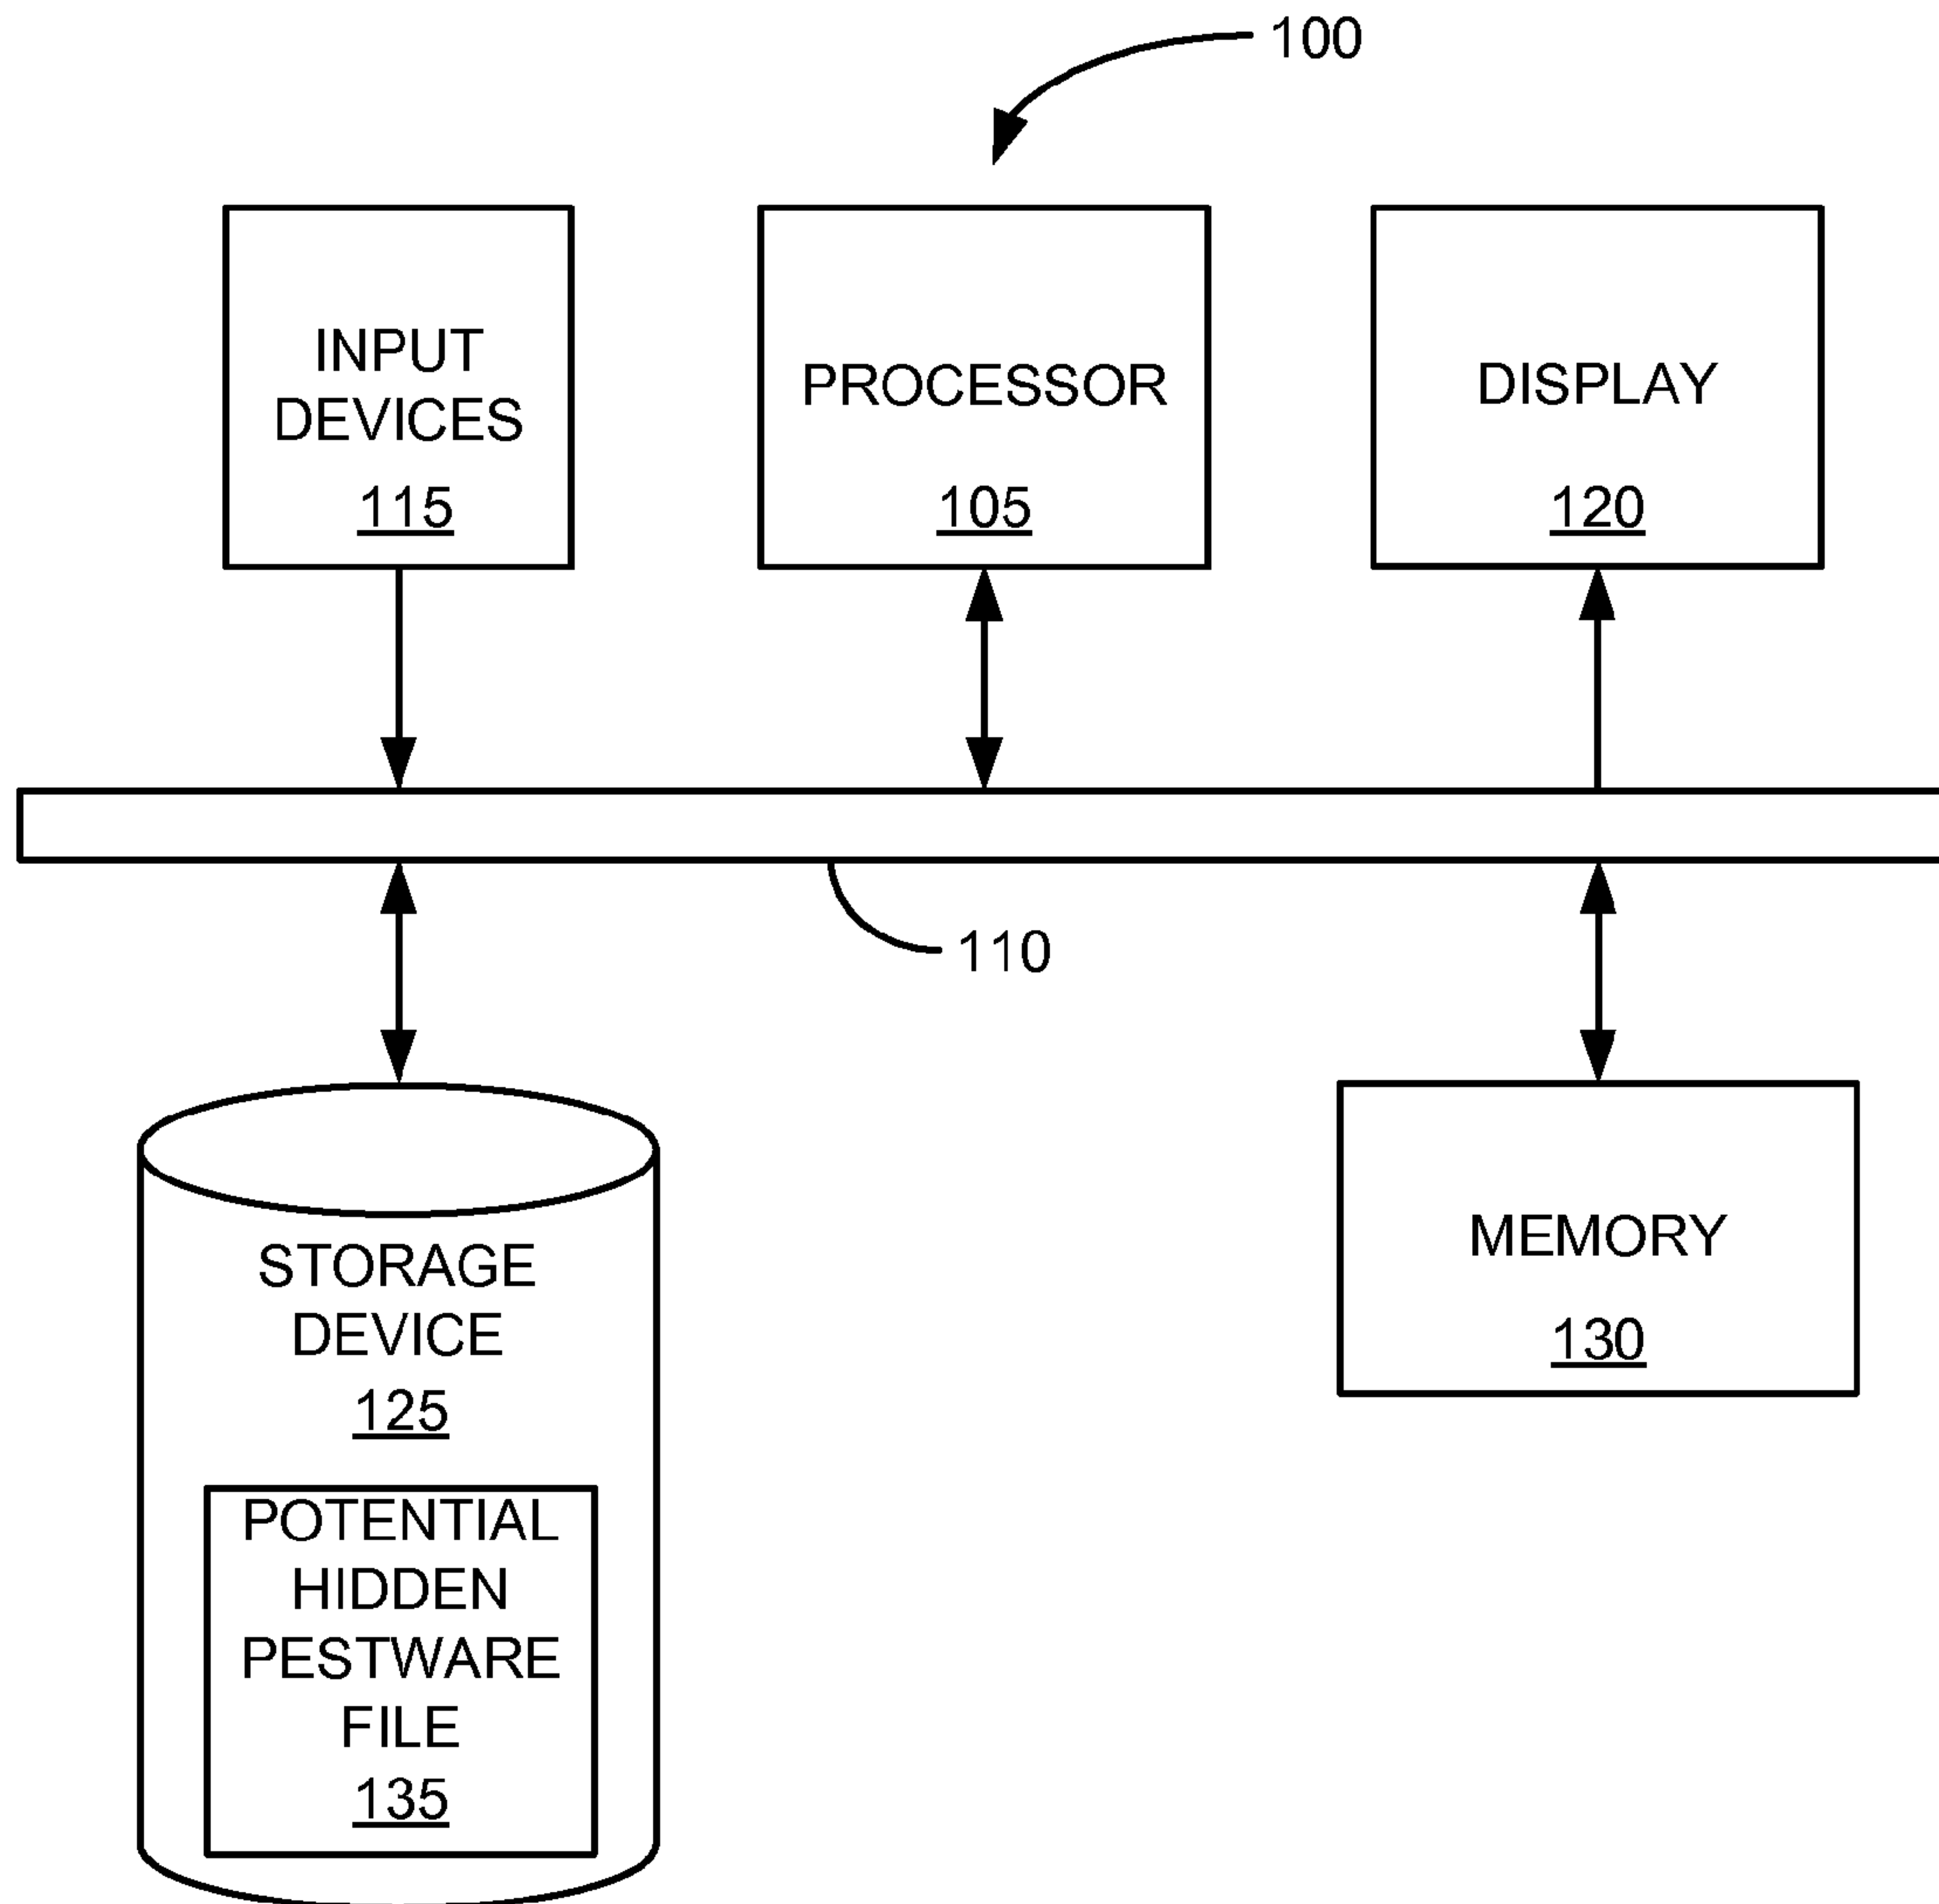 100
INPUT
DEVICES
115
PROCESSOR
105
DISPLAY
120
110
STORAGE
DEVICE
125
POTENTIAL
HIDDEN
PESTWARE
FILE
135
MEMORY
130